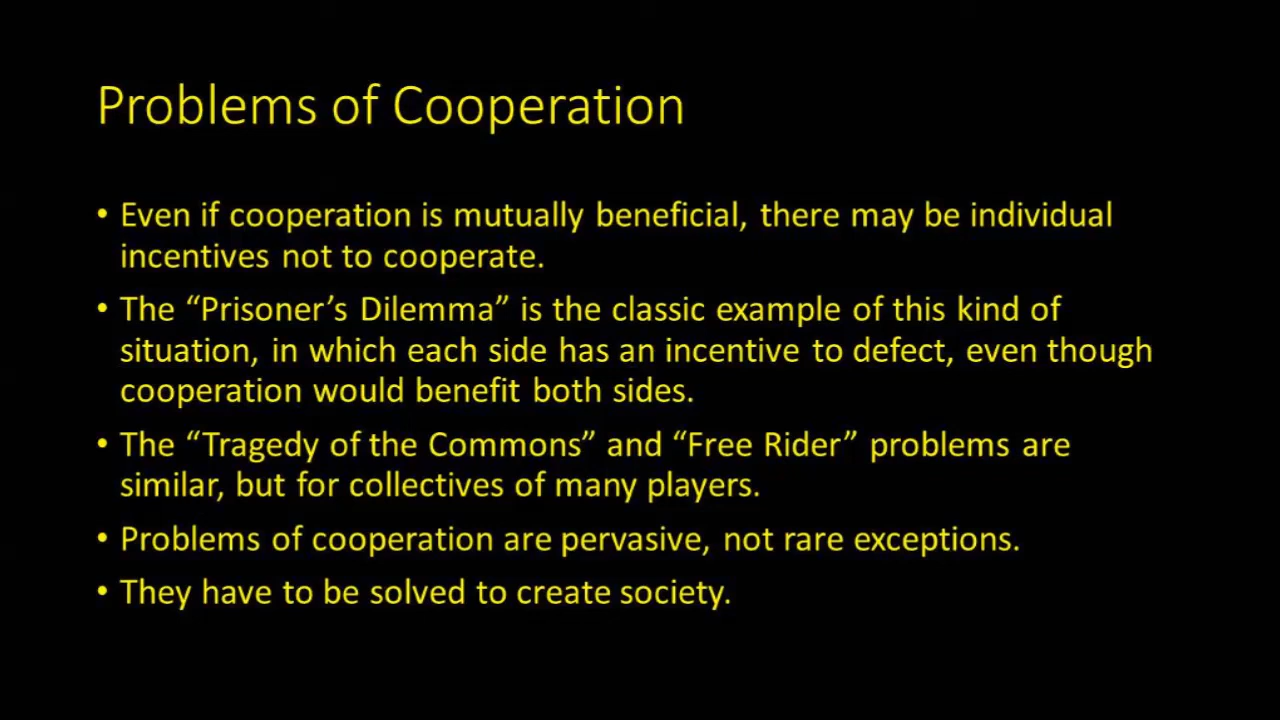 Problems of Cooperation
• Even if cooperation is mutually beneficial, there may be individual
incentives not to cooperate.
• The “Prisoner’s Dilemma” is the classic example of this kind of
situation, in which each side has an incentive to defect, even though
cooperation would benefit both sides.
• The “Tragedy of the Commons” and “Free Rider” problems are
similar, but for collectives of many players.
• Problems of cooperation are pervasive, not rare exceptions.
• They have to be solved to create society.